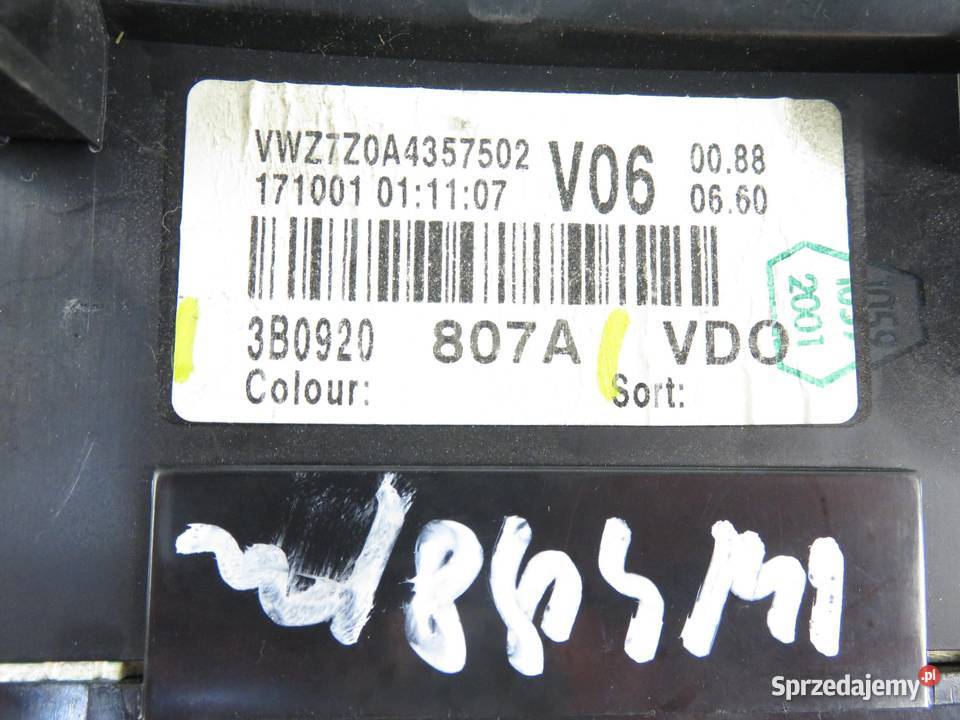 VWZ7Z0A4357502
171001 01:11:07
V06
00.88
06.60
3B0920 807A VDO
Colour: Sort:
2001
Sprzedajemy.pl